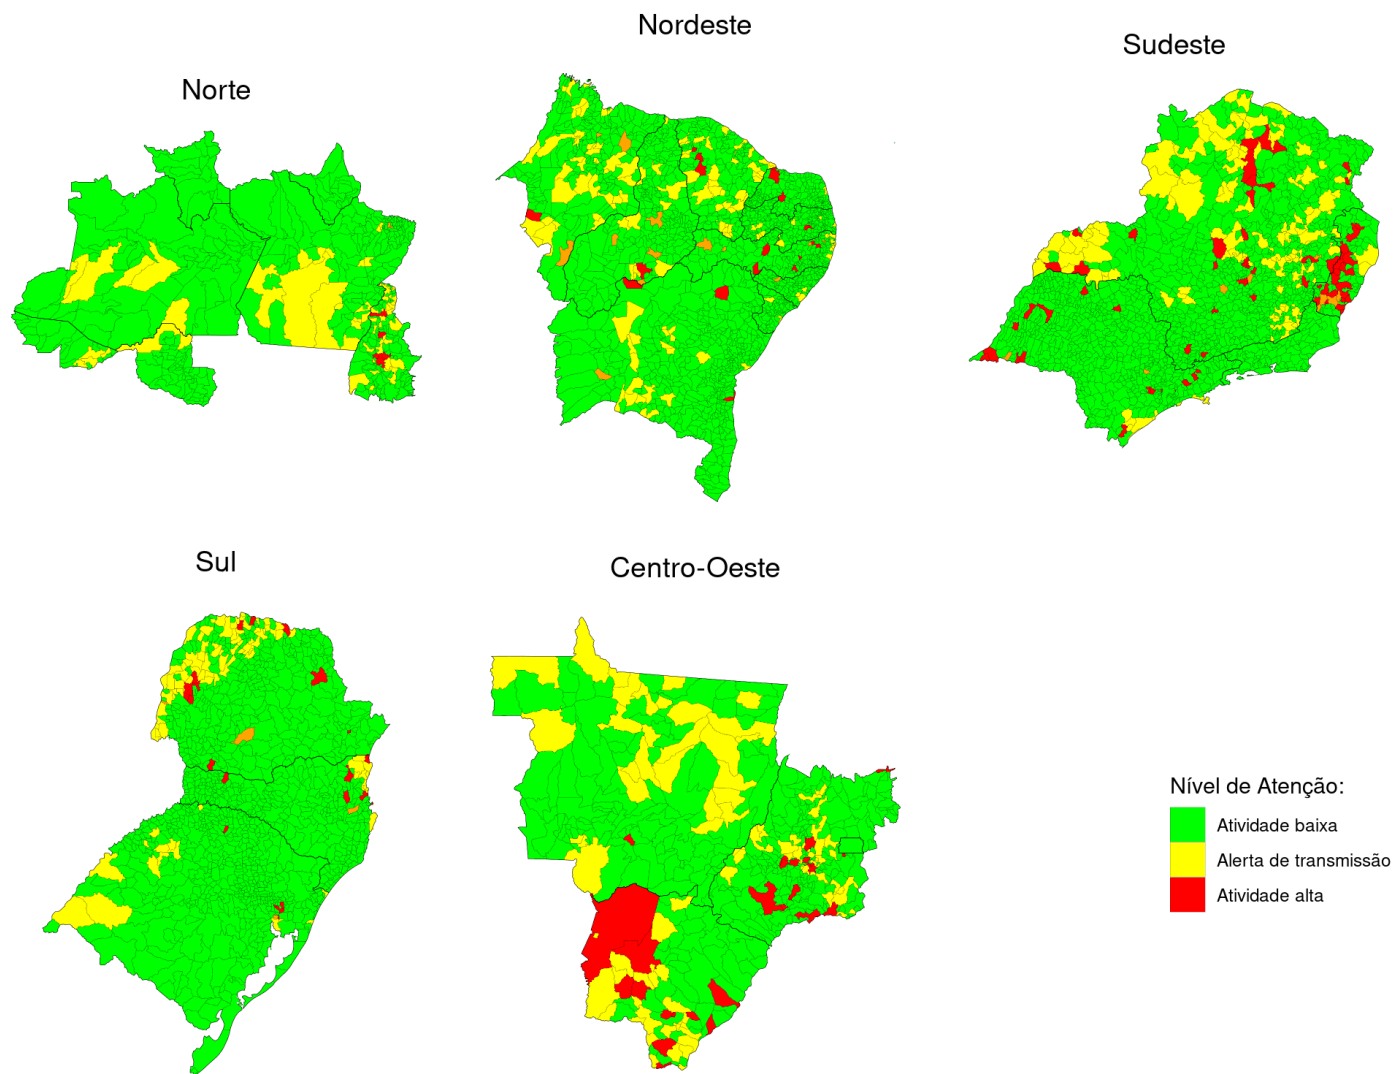 Norte
Nordeste
Sudeste
Sul
Centro-Oeste
Nível de Atenção:
Atividade baixa
Alerta de transmissão
Atividade alta